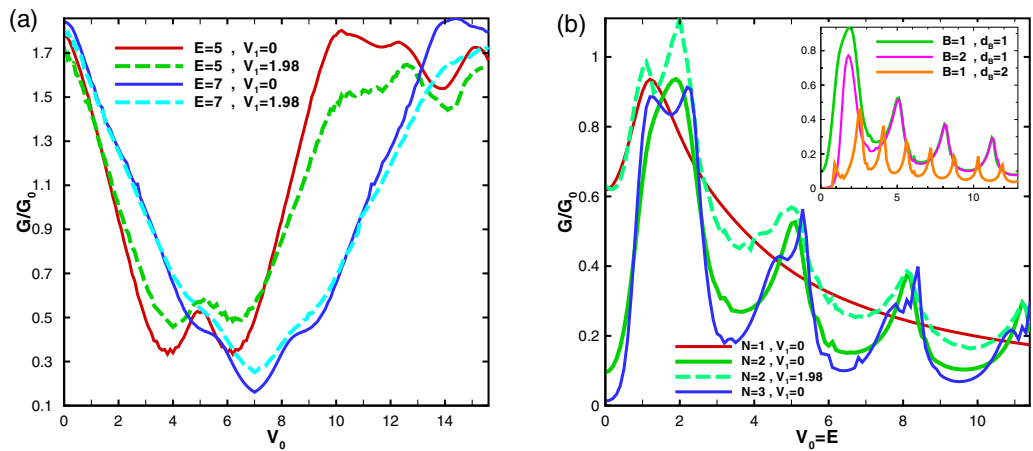 (a)
G/G₀
1.7
1.5
1.3
1.1
0.9
0.7
0.5
0.3
0.1
0 2 4 6 8 10 12 14
V₀
E=5 , V₁=0
E=5 , V₁=1.98
E=7 , V₁=0
E=7 , V₁=1.98
(b)
G/G₀
1
0.8
0.6
0.4
0.2
0
0 2 4 6 8 10
V₀=E
N=1 , V₁=0
N=2 , V₁=0
N=2 , V₁=1.98
N=3 , V₁=0
B=1 , d_B=1
B=2 , d_B=1
B=1 , d_B=2
0.8
0.6
0.4
0.2
0
0 5 10